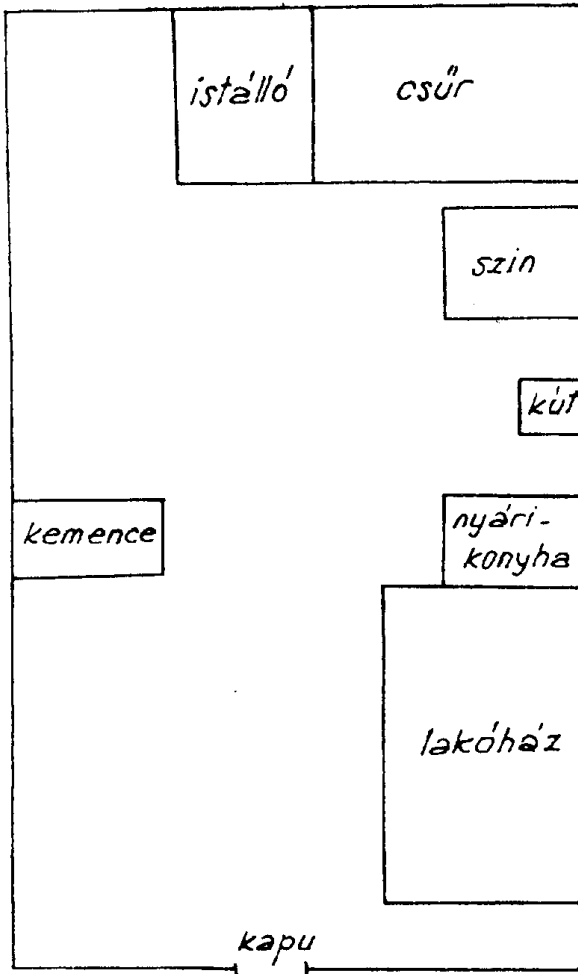 istálló
csűr
szin
kút
kemence
nyári-
konyha
lakóház
kapu